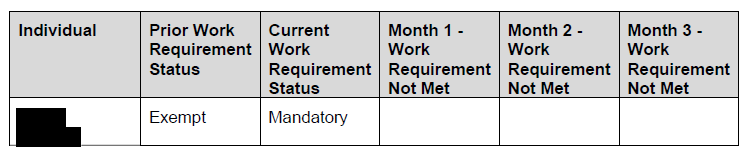 Individual
Prior Work
Requirement
Status
Current
Work
Requirement
Status
Month 1 -
Work
Requirement
Not Met
Month 2 -
Work
Requirement
Not Met
Month 3 -
Work
Requirement
Not Met
Exempt
Mandatory